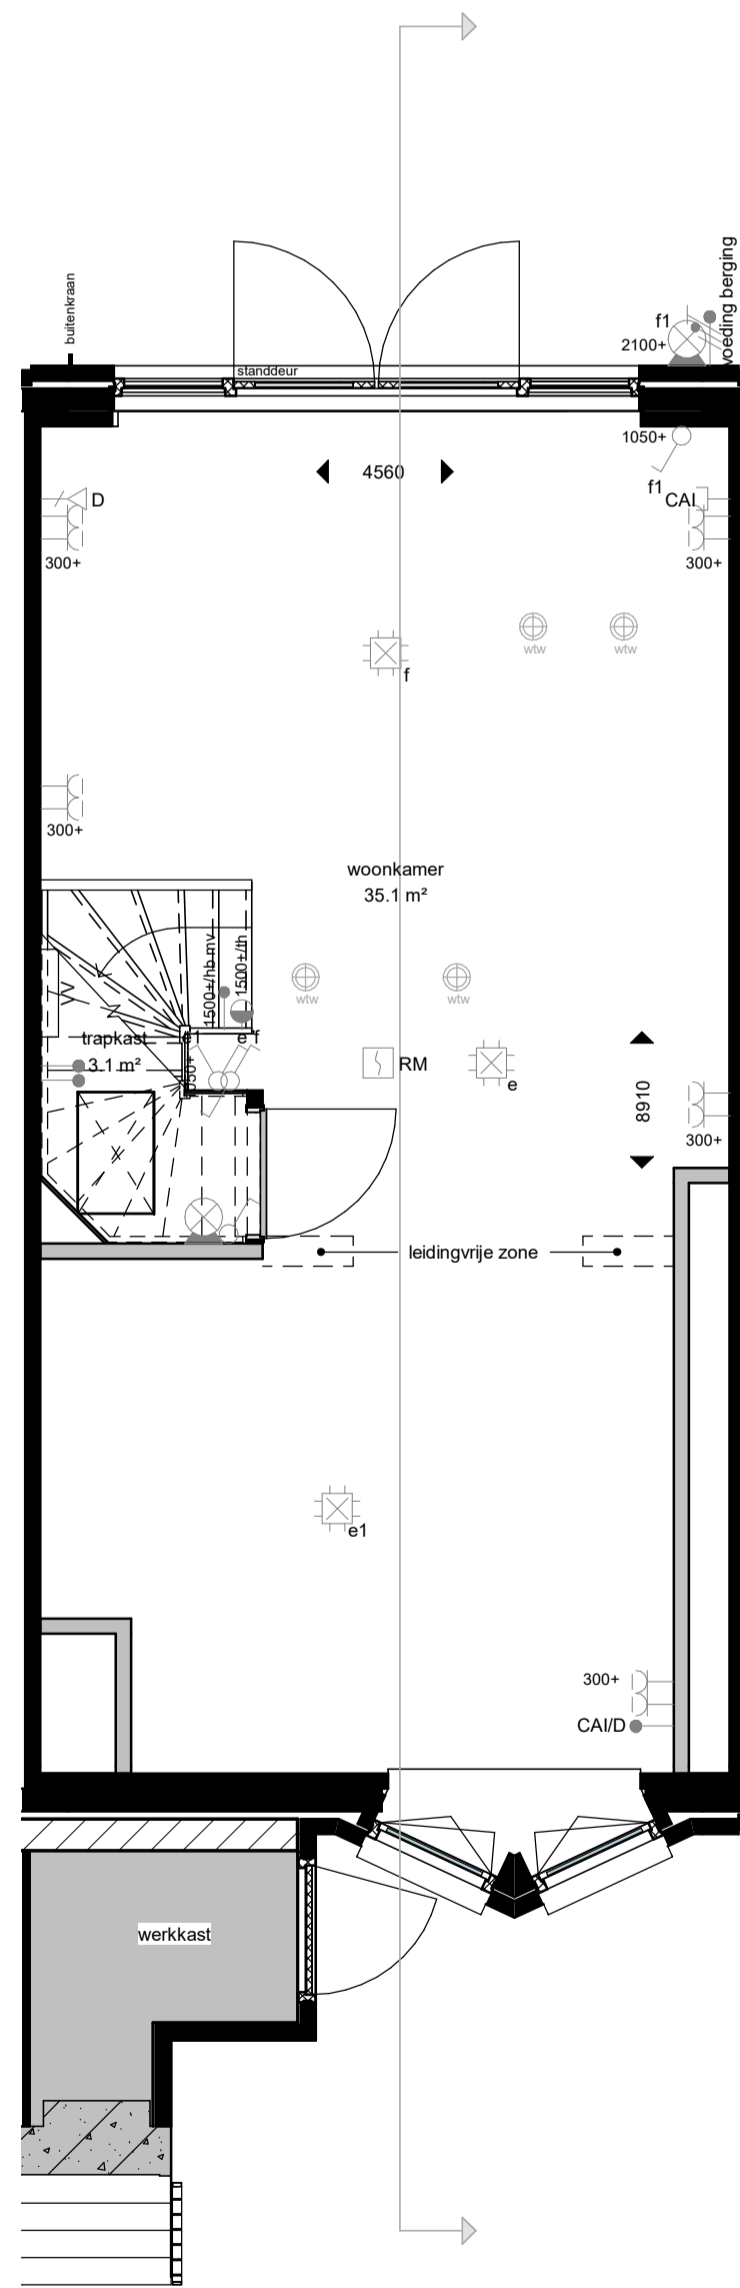 buitenkraan
voeding berging
f1
2100+
standdeur
1050+
f1
4560
D
CAI
300+
300+
wtw
wtw
f
300+
woonkamer
35.1 m²
1500+/hb mv
1500+/th
wtw
wtw
trapkast
3.1 m²
e1
e f
RM
e
8910
300+
leidingvrije zone
e1
300+
CAI/D
werkkast